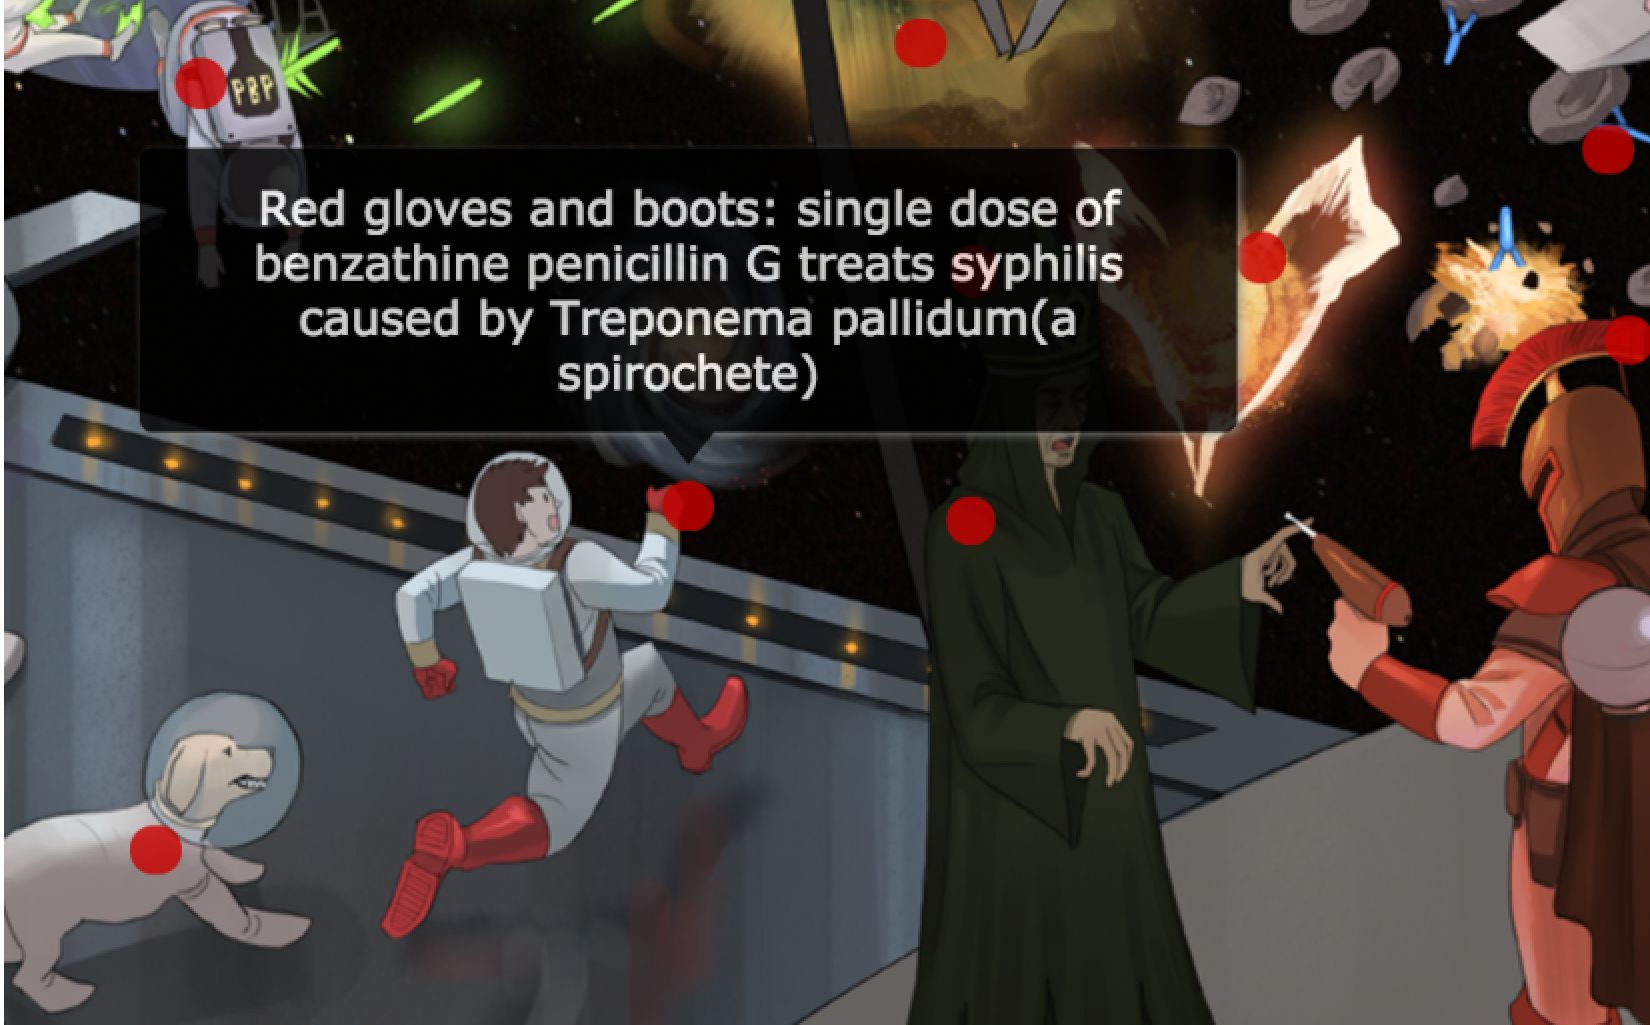 PBP
Red gloves and boots: single dose of
benzathine penicillin G treats syphilis
caused by Treponema pallidum(a
spirochete)